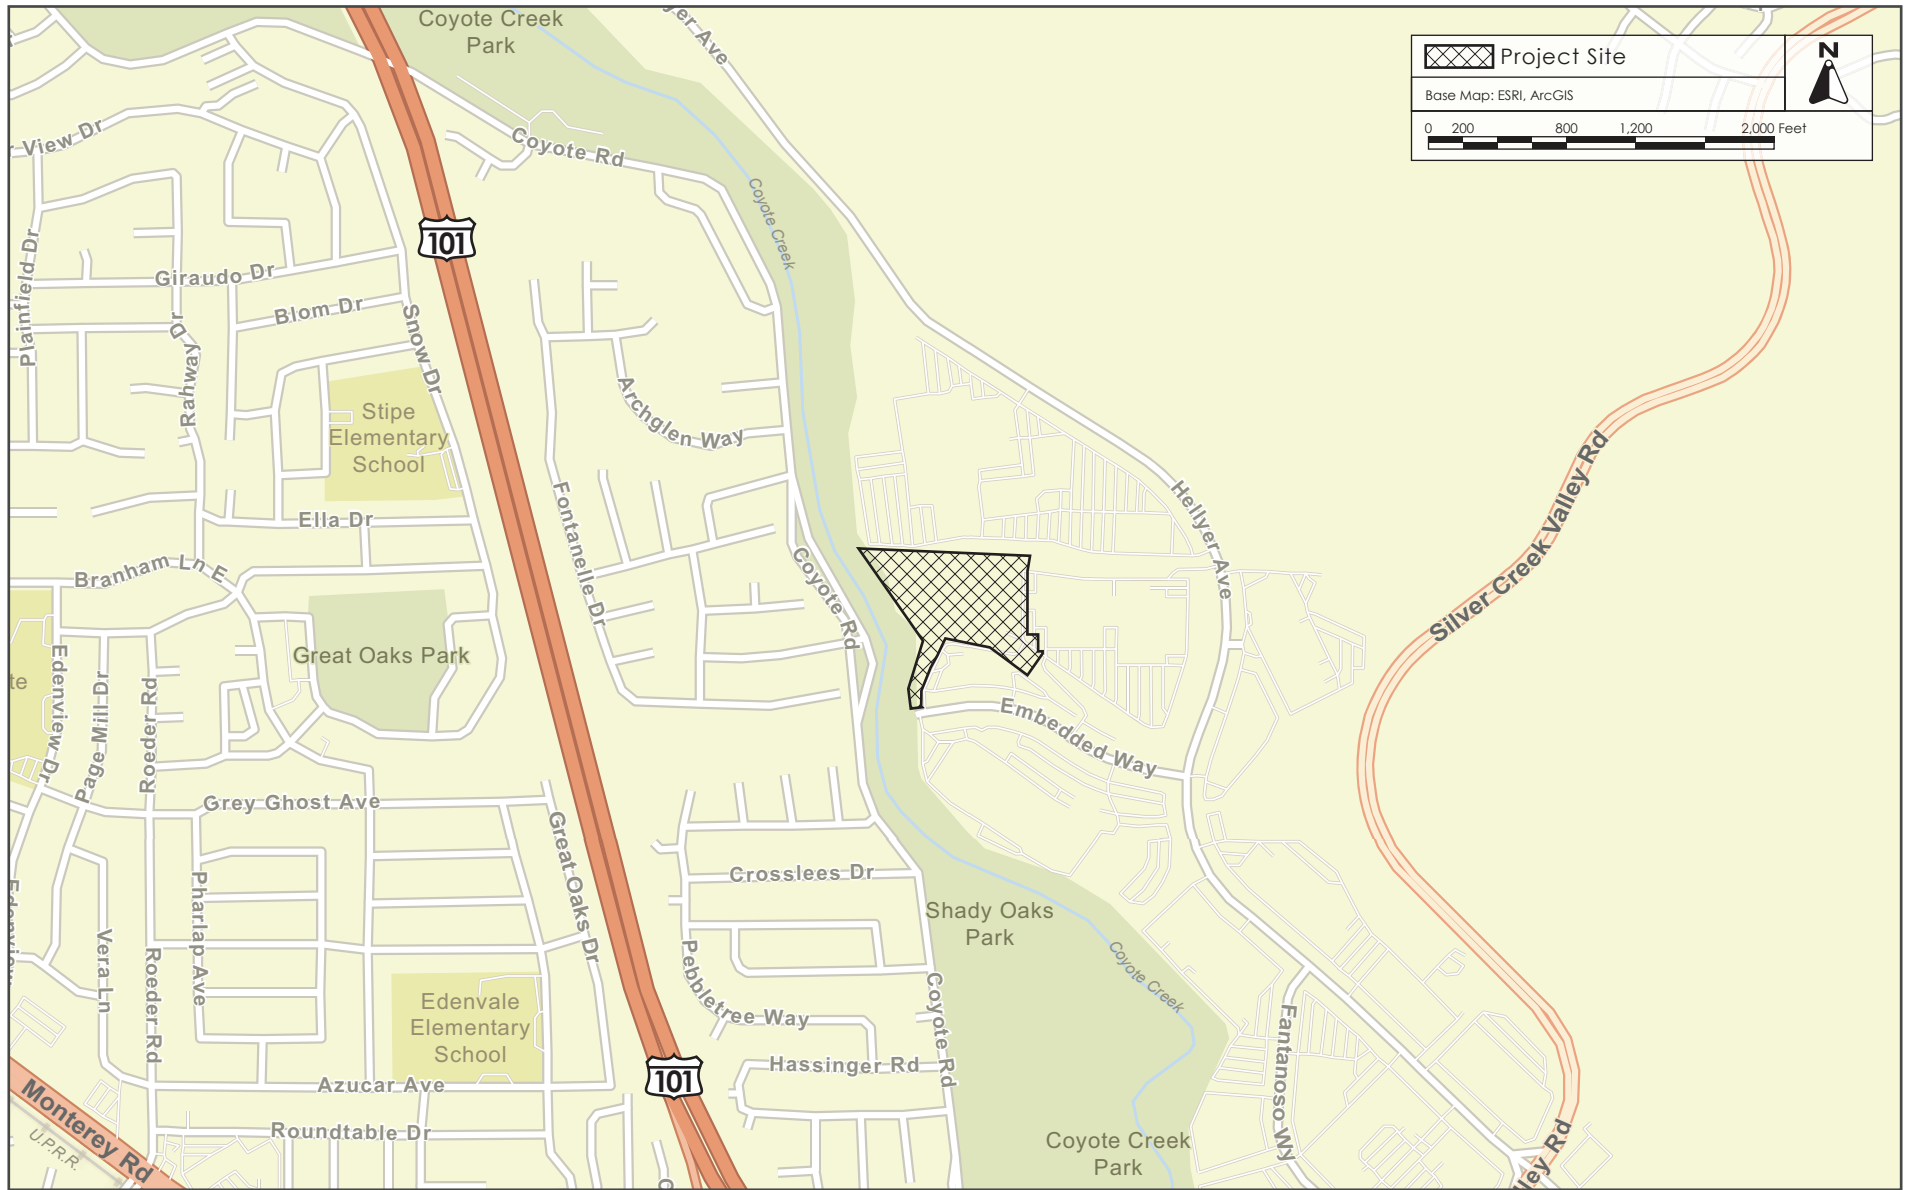 Coyote Creek
Park
yer Ave
Project Site
N
Base Map: ESRI, ArcGIS
0 200 800 1,200 2,000 Feet
View Dr
Coyote Rd
Coyote Creek
101
Plainfield Dr
Giraudo Dr
Blom Dr
Rahway Dr
Snow Dr
Archglen Way
Stipe
Elementary
School
Silver Creek Valley Rd
Hellyer Ave
Fontanelle Dr
Ella Dr
Branham Ln E
Coyote Rd
Great Oaks Park
te
Edenview Dr
Page Mill Dr
Roeder Rd
Embedded Way
Grey Ghost Ave
Great Oaks Dr
Crosslees Dr
Pharlap Ave
Shady Oaks
Park
Vera Ln
Roeder Rd
Pebbletree Way
Coyote Creek
Coyote Rd
Edenvale
Elementary
School
Fantanoso Wy
101
Hassinger Rd
Azucar Ave
Monterey Rd
U.P.R.R.
Roundtable Dr
Coyote Creek
Park
lley Rd